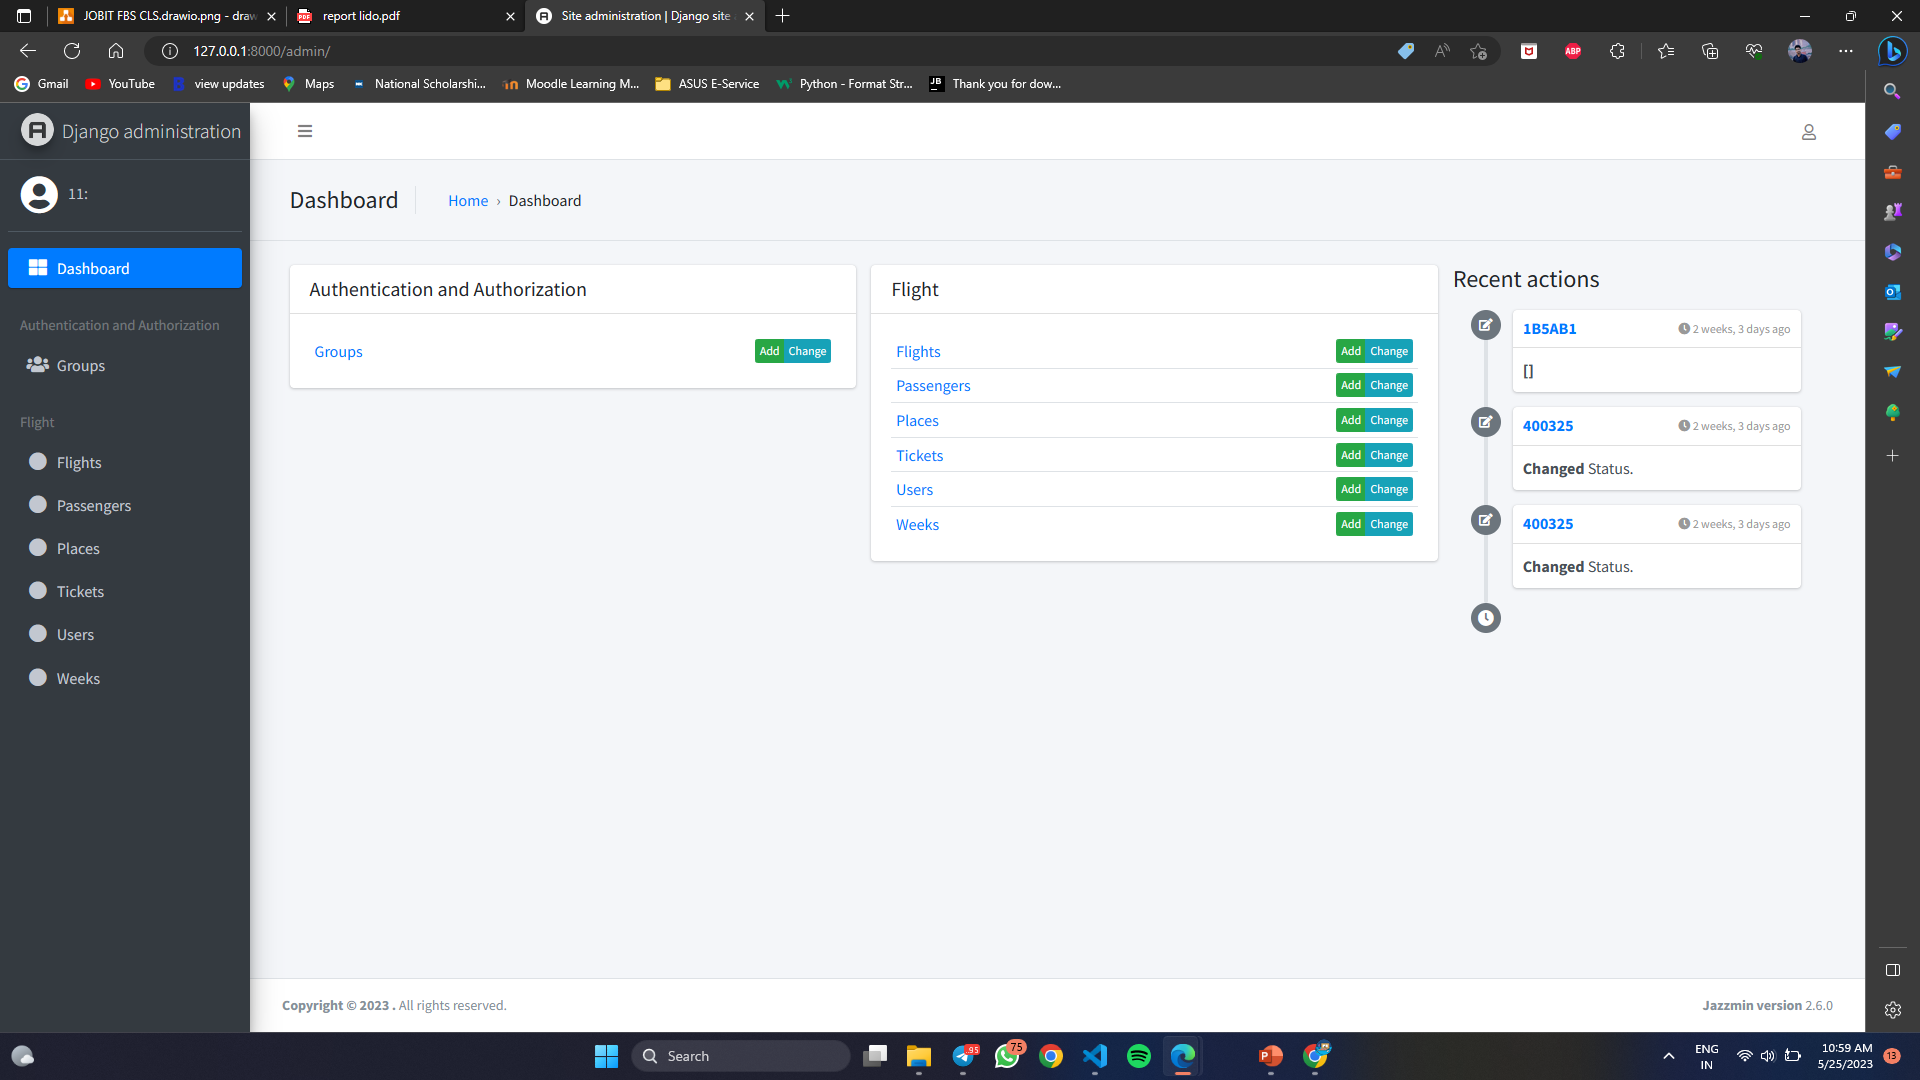 JOBIT FBS CLS.drawio.png - draw
report lido.pdf
Site administration | Django site
127.0.0.1:8000/admin/
Gmail
YouTube
view updates
Maps
National Scholarshi...
Moodle Learning M...
ASUS E-Service
Python - Format Str...
Thank you for dow...
Django administration
11:
Dashboard
Authentication and Authorization
Groups
Flight
Flights
Passengers
Places
Tickets
Users
Weeks
Dashboard
Home › Dashboard
Authentication and Authorization
Groups Add Change
Flight
Flights Add Change
Passengers Add Change
Places Add Change
Tickets Add Change
Users Add Change
Weeks Add Change
Recent actions
1B5AB1 2 weeks, 3 days ago
[]
400325 2 weeks, 3 days ago
Changed Status.
400325 2 weeks, 3 days ago
Changed Status.
Copyright © 2023 . All rights reserved.
Jazzmin version 2.6.0
Search
75
ENG
IN
10:59 AM
5/25/2023
13